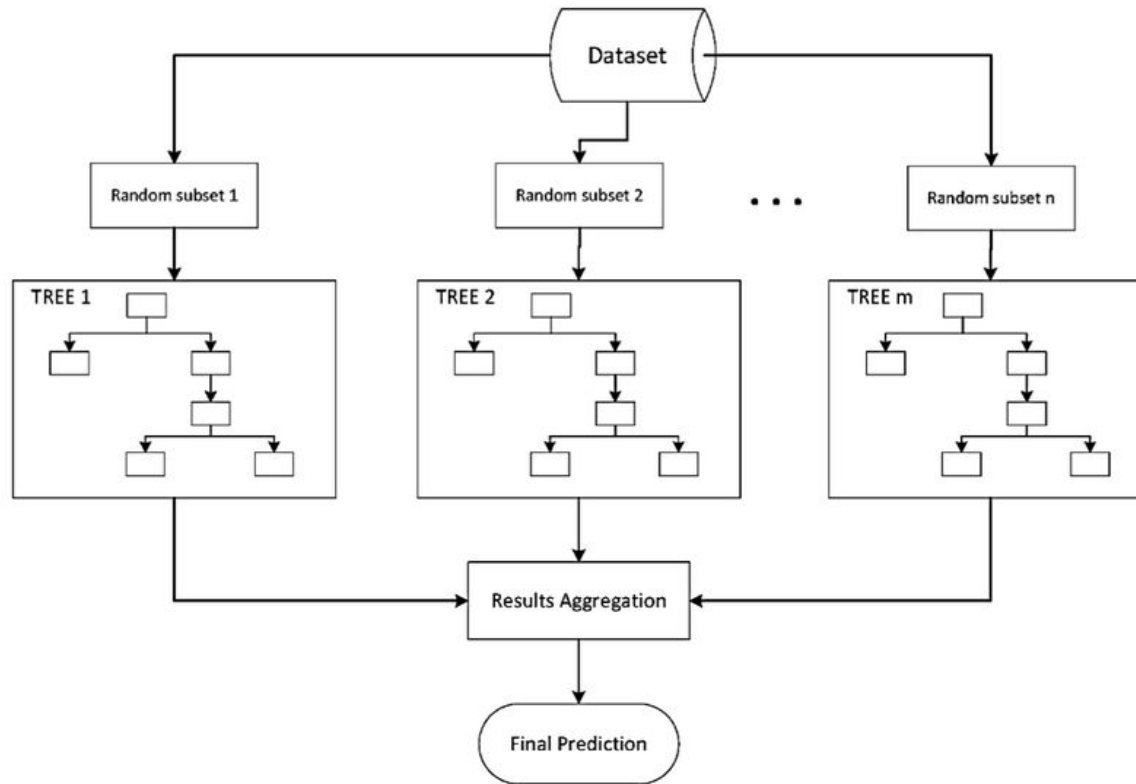 Dataset
Random subset 1
Random subset 2
. . .
Random subset n
TREE 1
TREE 2
TREE m
Results Aggregation
Final Prediction